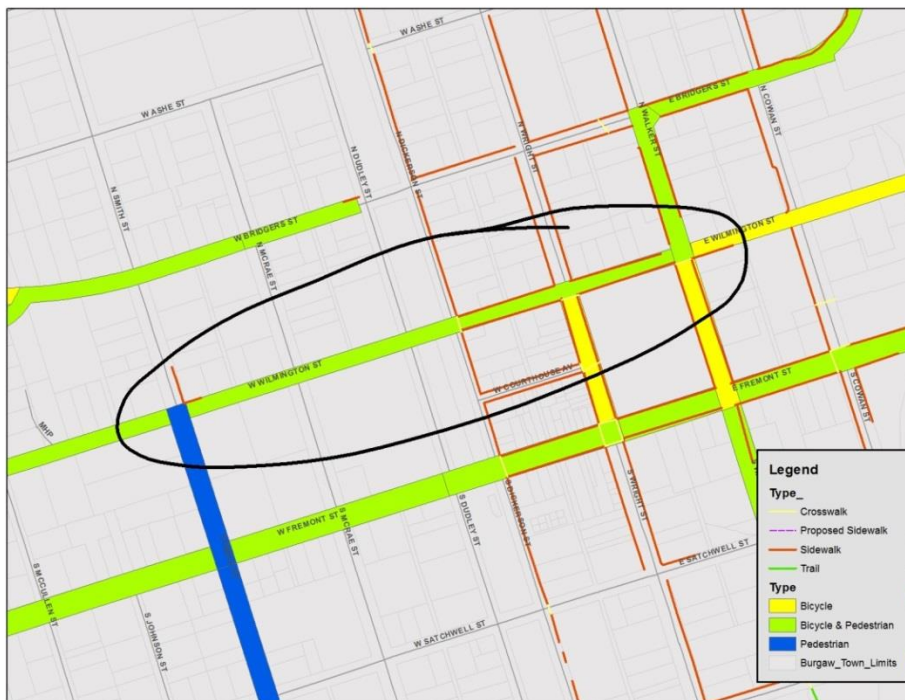 W ASHE ST
W ASHE ST
E BRIDGERS ST
N COWAN ST
N WALKER ST
N WRIGHT ST
N DICKERSON ST
N DUDLEY ST
N SMITH ST
N MCRAE ST
W BRIDGERS ST
E WILMINGTON ST
W WILMINGTON ST
W COURTHOUSE AV
E FREMONT ST
S COWAN ST
MHP
W FREMONT ST
S MCRAE ST
S DUDLEY ST
S DICKERSON ST
S WRIGHT ST
E SATCHWELL ST
W SATCHWELL ST
S MCCULLEN ST
S JOHNSON ST
Legend
Type_
Crosswalk
Proposed Sidewalk
Sidewalk
Trail
Type
Bicycle
Bicycle & Pedestrian
Pedestrian
Burgaw_Town_Limits